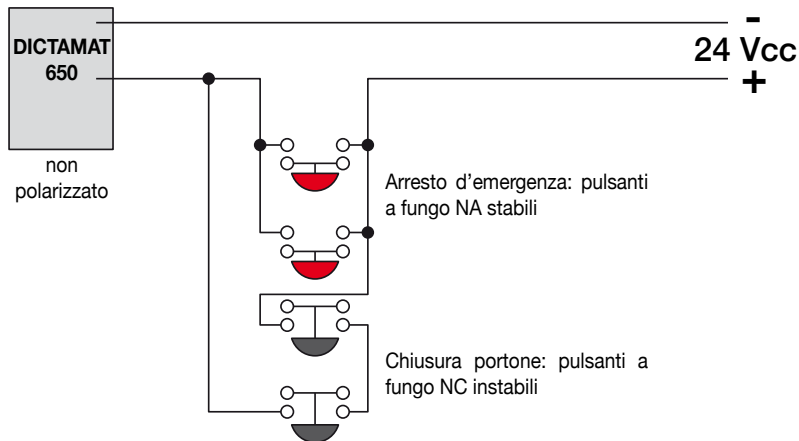 -
DICTAMAT
650
24 Vcc
+
non
polarizzato
Arresto d'emergenza: pulsanti
a fungo NA stabili
Chiusura portone: pulsanti a
fungo NC instabili